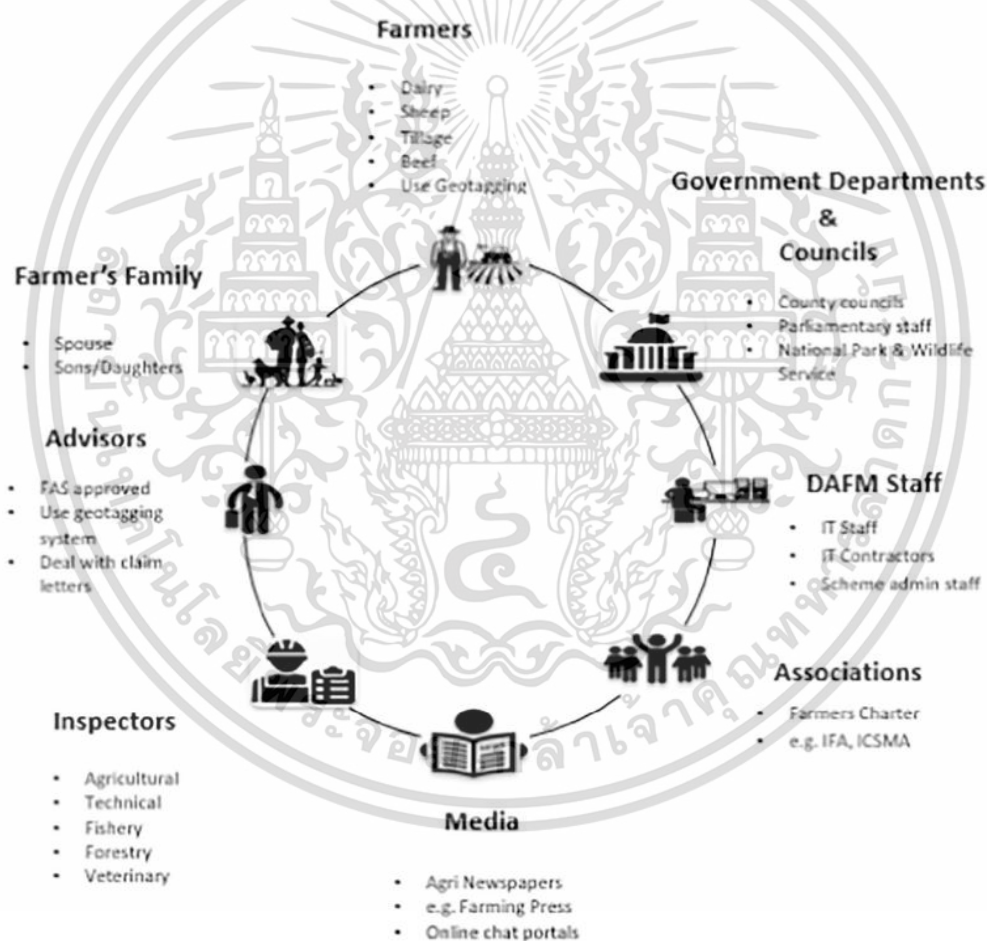 Farmers
• Dairy
• Sheep
• Tillage
• Beef
• Use Geotagging
Government Departments
&
Councils
• County councils
• Parliamentary staff
• National Park & Wildlife
Service
DAFM Staff
• IT Staff
• IT Contractors
• Scheme admin staff
Associations
• Farmers Charter
• e.g. IFA, ICSMA
Media
• Agri Newspapers
• e.g. Farming Press
• Online chat portals
Inspectors
• Agricultural
• Technical
• Fishery
• Forestry
• Veterinary
Advisors
• FAS approved
• Use geotagging
system
• Deal with claim
letters
Farmer's Family
• Spouse
• Sons/Daughters